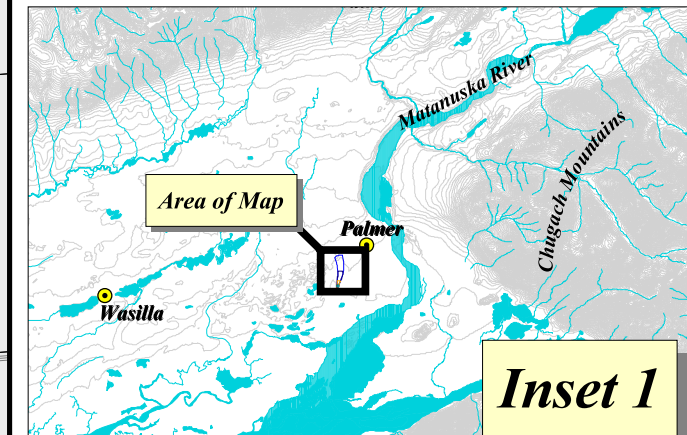 Matanuska River
Chugach Mountains
Area of Map
Palmer
Wasilla
Inset 1